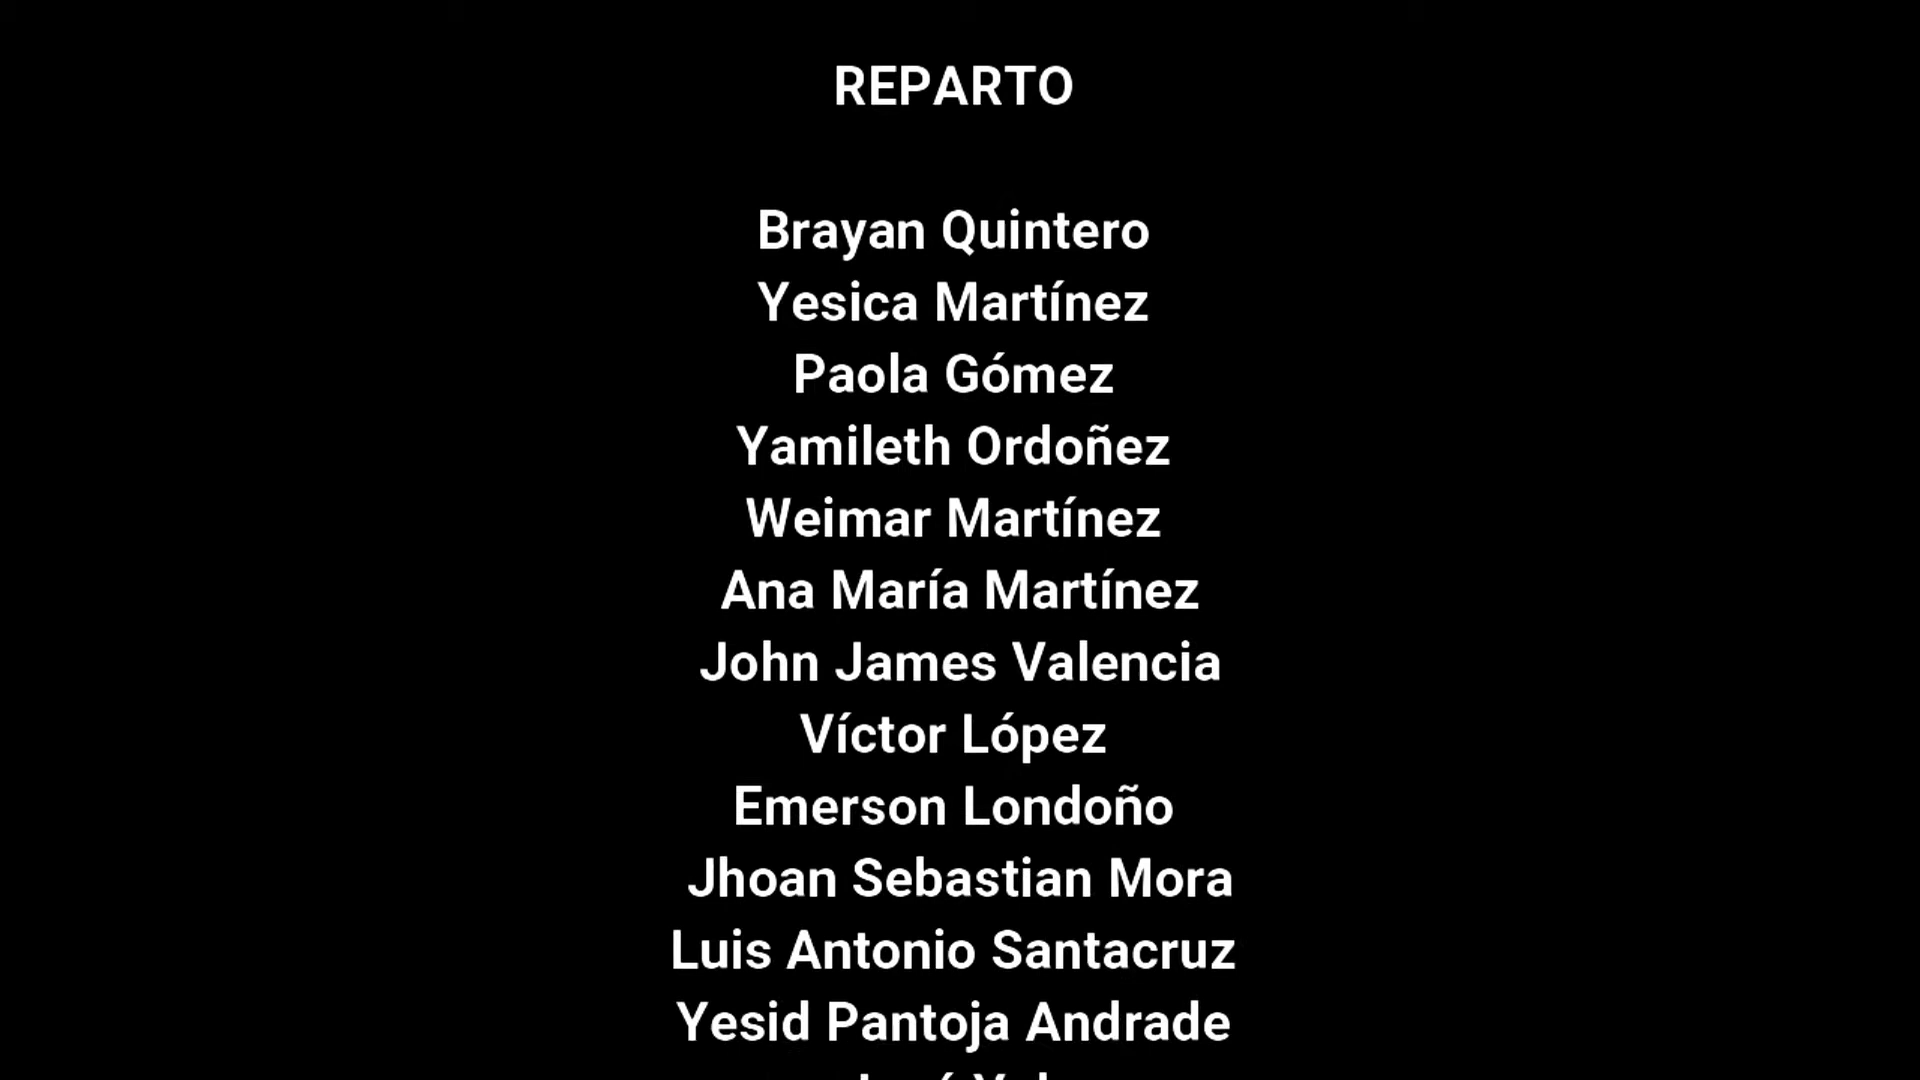 REPARTO
Brayan Quintero
Yesica Martínez
Paola Gómez
Yamileth Ordoñez
Weimar Martínez
Ana María Martínez
John James Valencia
Víctor López
Emerson Londoño
Jhoan Sebastian Mora
Luis Antonio Santacruz
Yesid Pantoja Andrade